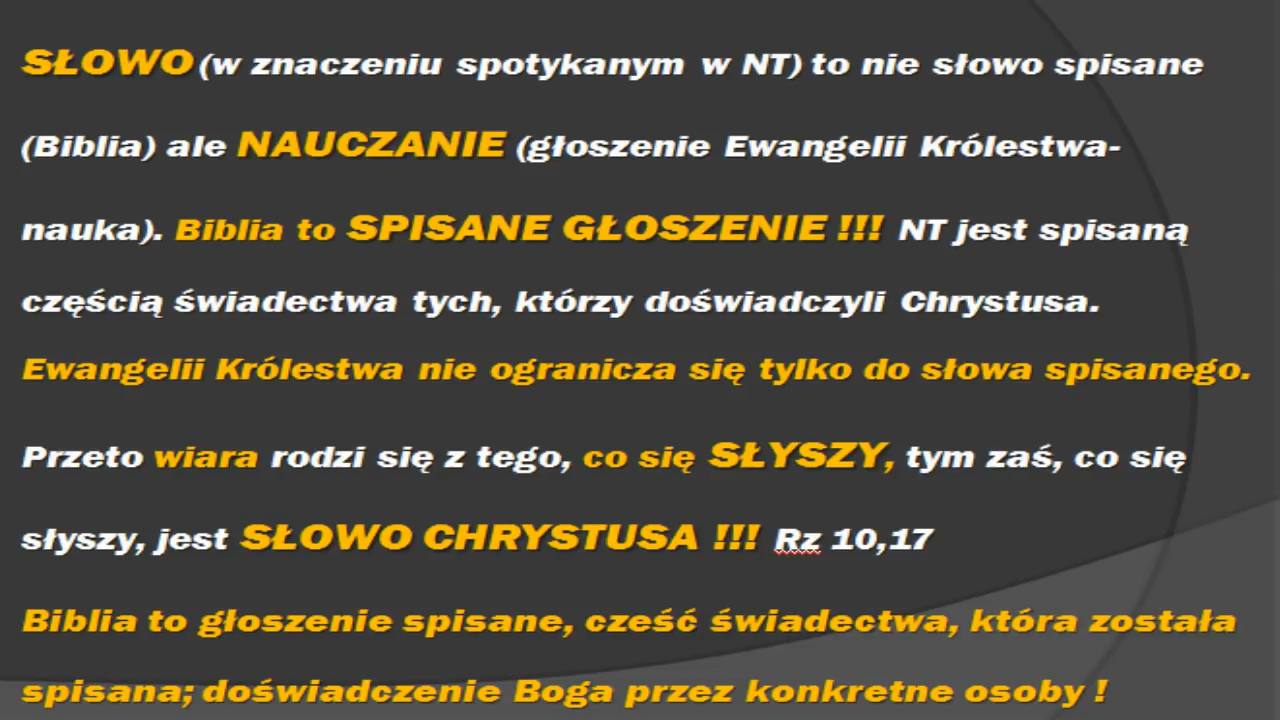 SŁOWO (w znaczeniu spotykanym w NT) to nie słowo spisane
(Biblia) ale NAUCZANIE (głoszenie Ewangelii Królestwa-
nauka). Biblia to SPISANE GŁOSZENIE !!! NT jest spisaną
częścią świadectwa tych, którzy doświadczyli Chrystusa.
Ewangelii Królestwa nie ogranicza się tylko do słowa spisanego.
Przeto wiara rodzi się z tego, co się SŁYSZY, tym zaś, co się
słyszy, jest SŁOWO CHRYSTUSA !!! Rz 10,17
Biblia to głoszenie spisane, cześć świadectwa, która została
spisana; doświadczenie Boga przez konkretne osoby !